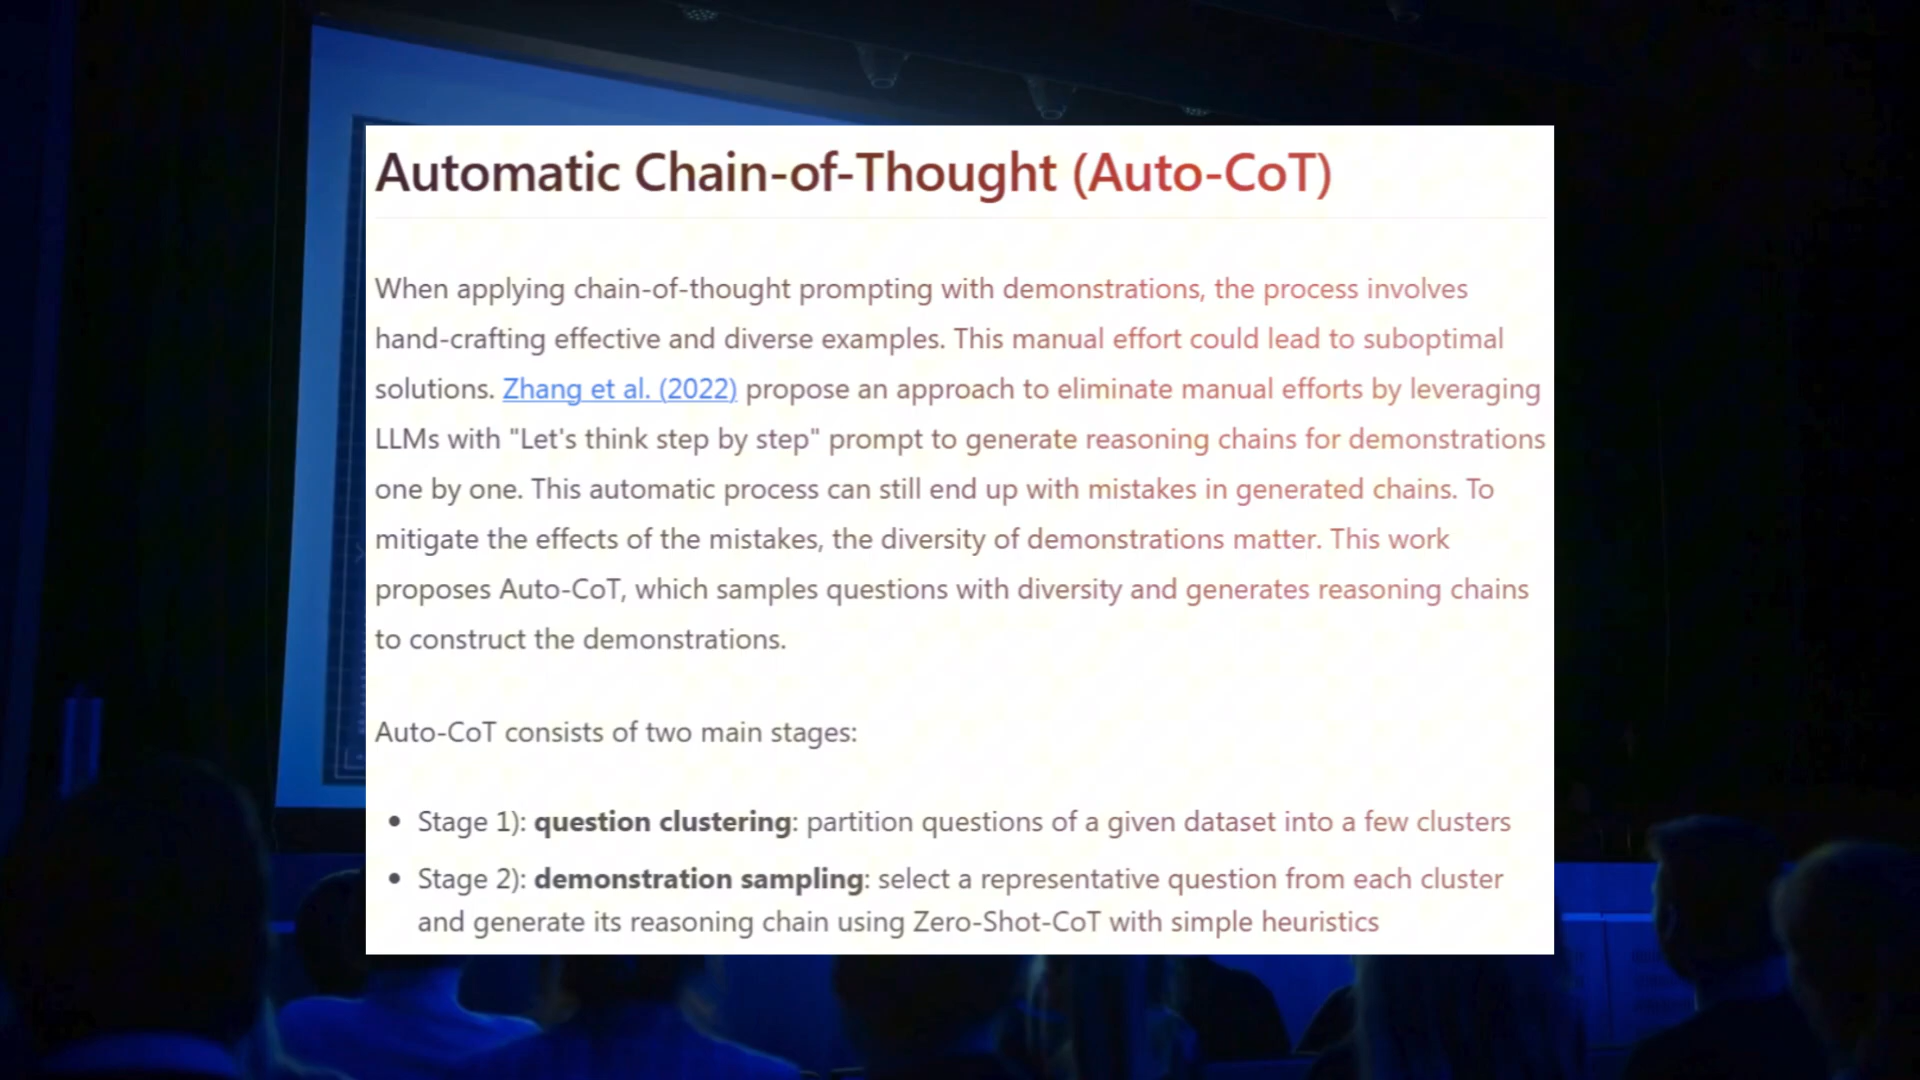 Automatic Chain-of-Thought (Auto-CoT)
When applying chain-of-thought prompting with demonstrations, the process involves
hand-crafting effective and diverse examples. This manual effort could lead to suboptimal
solutions. Zhang et al. (2022) propose an approach to eliminate manual efforts by leveraging
LLMs with "Let's think step by step" prompt to generate reasoning chains for demonstrations
one by one. This automatic process can still end up with mistakes in generated chains. To
mitigate the effects of the mistakes, the diversity of demonstrations matter. This work
proposes Auto-CoT, which samples questions with diversity and generates reasoning chains
to construct the demonstrations.
Auto-CoT consists of two main stages:
• Stage 1): question clustering: partition questions of a given dataset into a few clusters
• Stage 2): demonstration sampling: select a representative question from each cluster
and generate its reasoning chain using Zero-Shot-CoT with simple heuristics